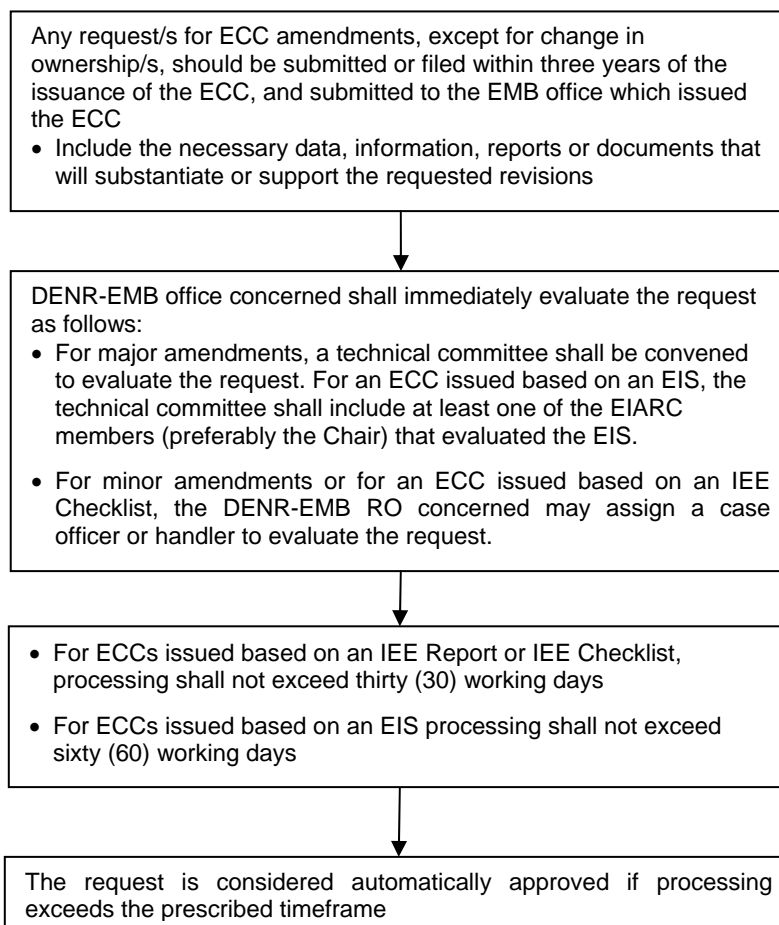 Any request/s for ECC amendments, except for change in
ownership/s, should be submitted or filed within three years of the
issuance of the ECC, and submitted to the EMB office which issued
the ECC
• Include the necessary data, information, reports or documents that
will substantiate or support the requested revisions
DENR-EMB office concerned shall immediately evaluate the request
as follows:
• For major amendments, a technical committee shall be convened
to evaluate the request. For an ECC issued based on an EIS, the
technical committee shall include at least one of the EIARC
members (preferably the Chair) that evaluated the EIS.
• For minor amendments or for an ECC issued based on an IEE
Checklist, the DENR-EMB RO concerned may assign a case
officer or handler to evaluate the request.
• For ECCs issued based on an IEE Report or IEE Checklist,
processing shall not exceed thirty (30) working days
• For ECCs issued based on an EIS processing shall not exceed
sixty (60) working days
The request is considered automatically approved if processing
exceeds the prescribed timeframe